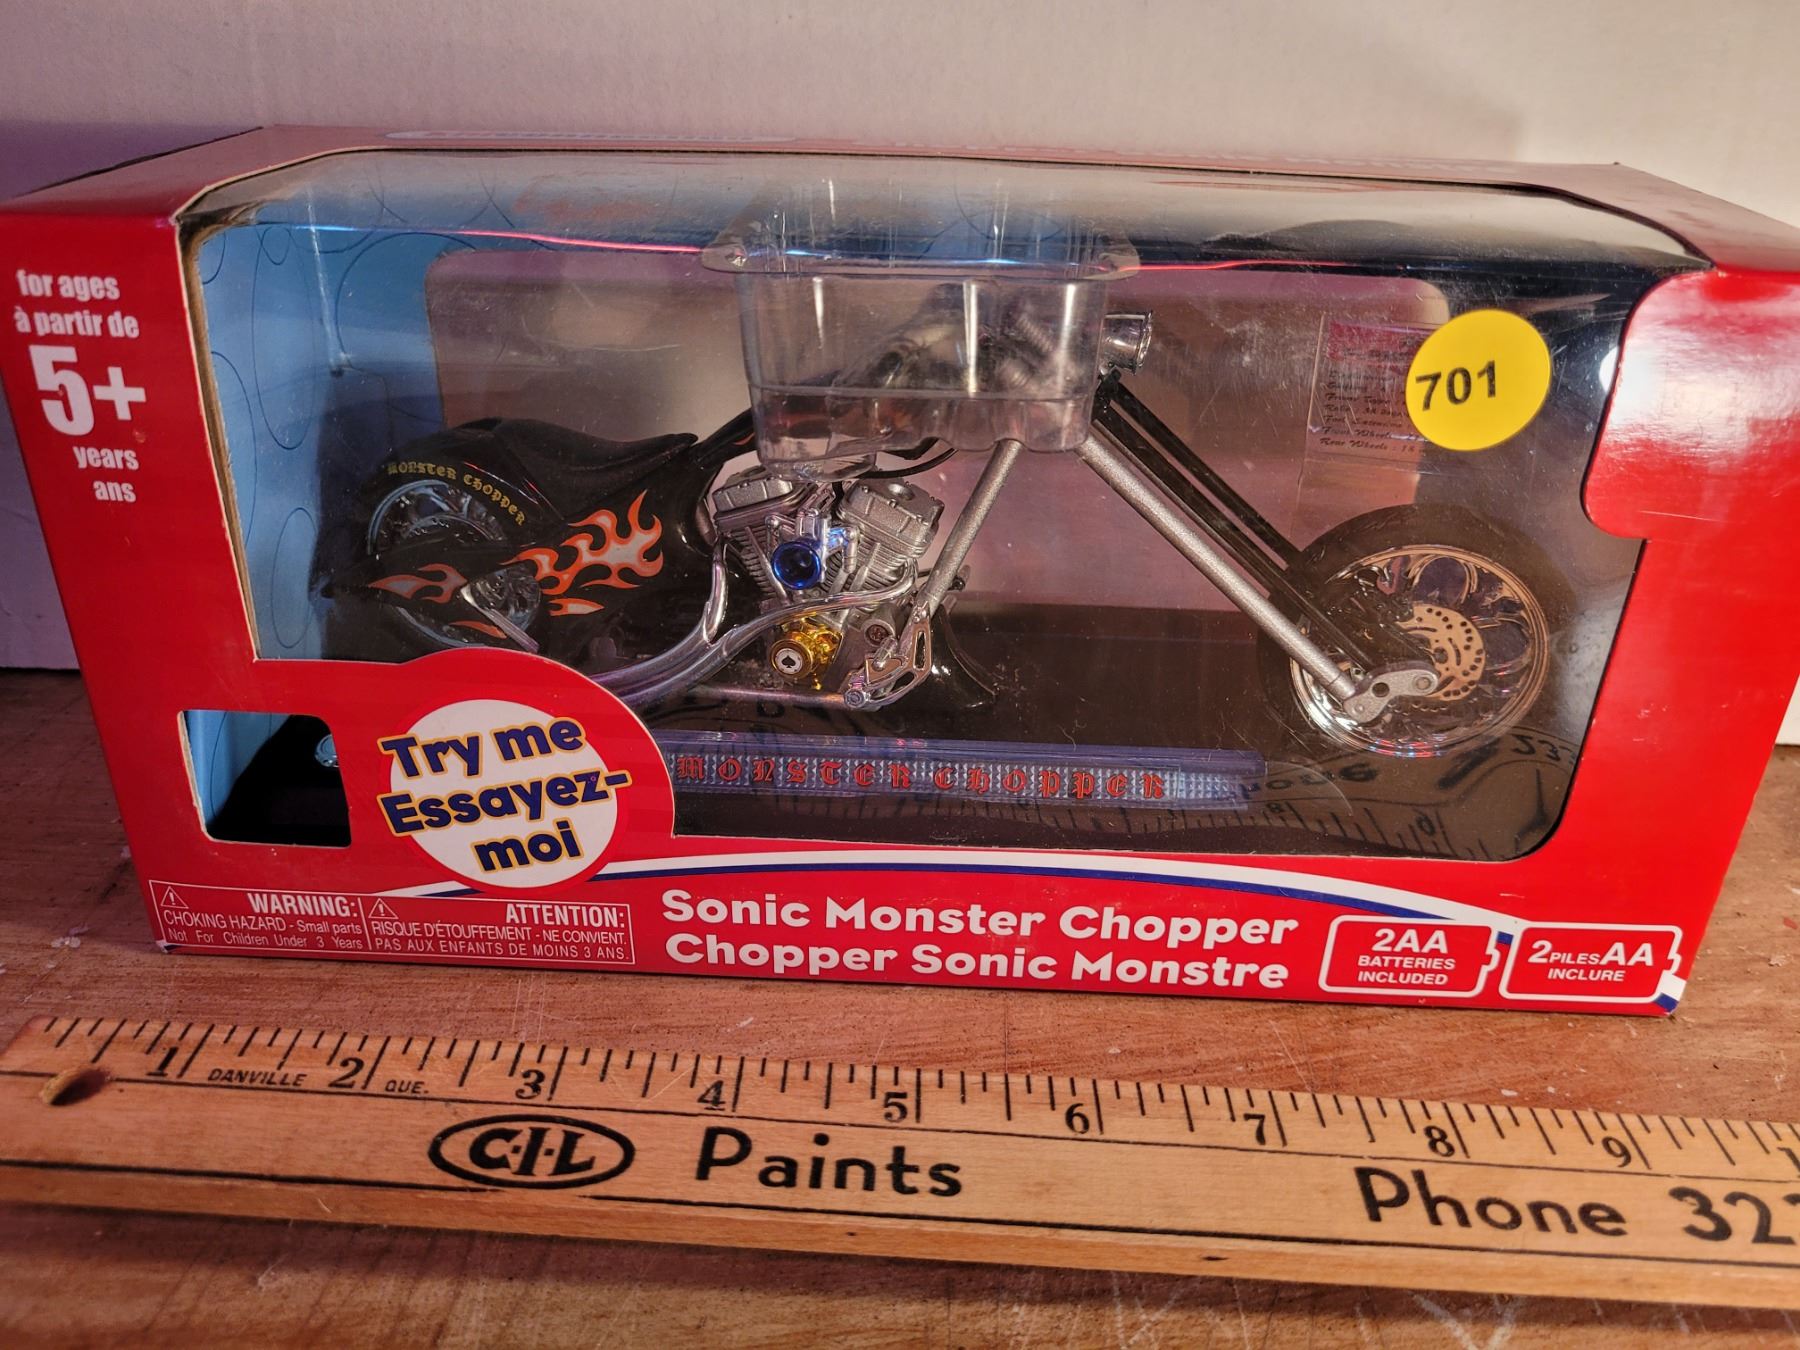 for ages
à partir de
5+
years
ans
MONSTER CHOPPER
701
Try me
Essayez-
moi
MONSTER CHOPPER
WARNING:
CHOKING HAZARD - Small parts
Not For Children Under 3 Years
ATTENTION:
RISQUE D'ÉTOUFFEMENT - NE CONVIENT
PAS AUX ENFANTS DE MOINS 3 ANS.
Sonic Monster Chopper
Chopper Sonic Monstre
2AA
BATTERIES
INCLUDED
2PILESAA
INCLURE
1 2 3 4 5 6 7 8 9
DANVILLE QUE.
C-I-L Paints Phone 32